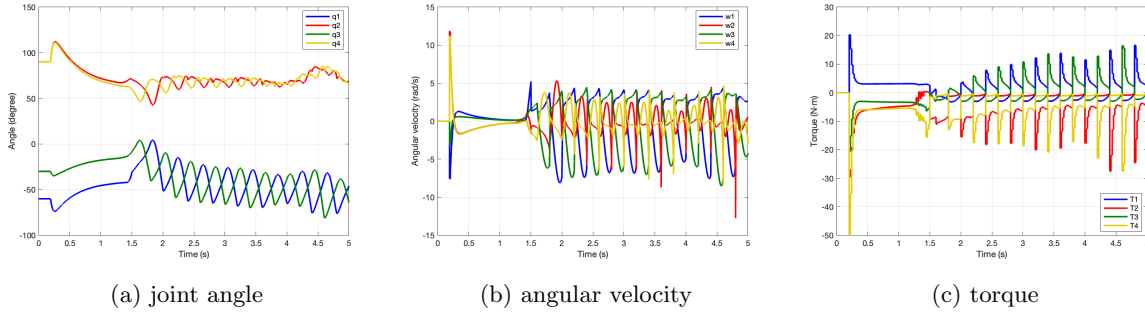 150
100
50
0
-50
-100
Angle (degree)
0 0.5 1 1.5 2 2.5 3 3.5 4 4.5 5
Time (s)
q1
q2
q3
q4
(a) joint angle
15
10
5
0
-5
-10
-15
Angular velocity (rad/s)
0 0.5 1 1.5 2 2.5 3 3.5 4 4.5 5
Time (s)
w1
w2
w3
w4
(b) angular velocity
30
20
10
0
-10
-20
-30
-40
-50
Torque (N·m)
0 0.5 1 1.5 2 2.5 3 3.5 4 4.5
Time (s)
T1
T2
T3
T4
(c) torque